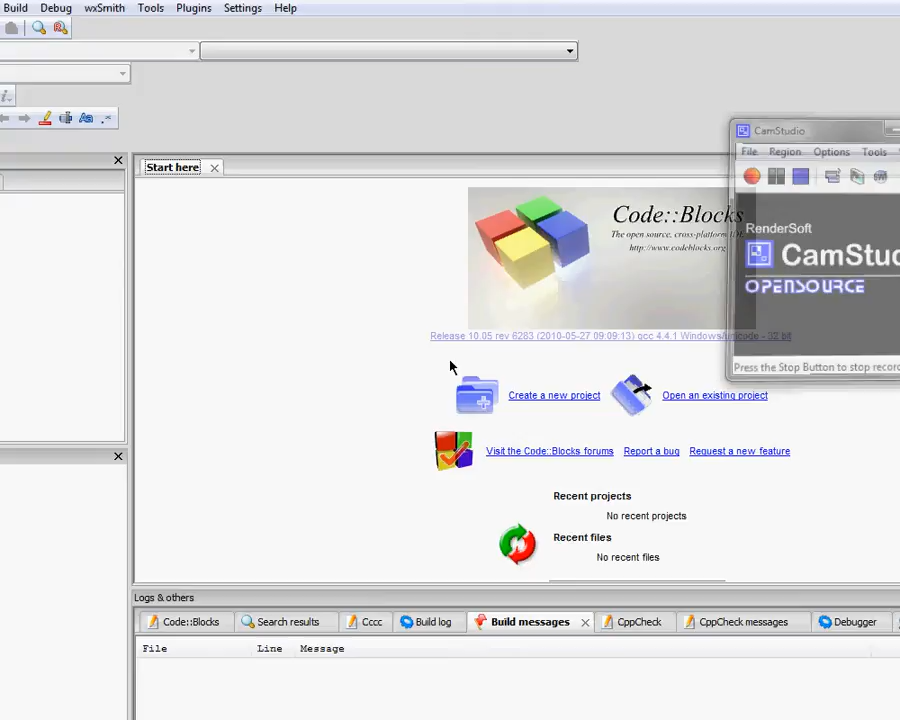 Build Debug wxSmith Tools Plugins Settings Help
CamStudio
File Region Options Tools
Start here
Code::Blocks
The open source, cross-platform IDE
http://www.codeblocks.org
RenderSoft
CamStu
OPENSOURCE
Release 10.05 rev 6283 (2010-05-27 09:09:13) gcc 4.4.1 Windows/unicode - 32 bit
Press the Stop Button to stop recor
Create a new project Open an existing project
Visit the Code::Blocks forums Report a bug Request a new feature
Recent projects
No recent projects
Recent files
No recent files
Logs & others
Code::Blocks Search results Cccc Build log Build messages CppCheck CppCheck messages Debugger
File Line Message